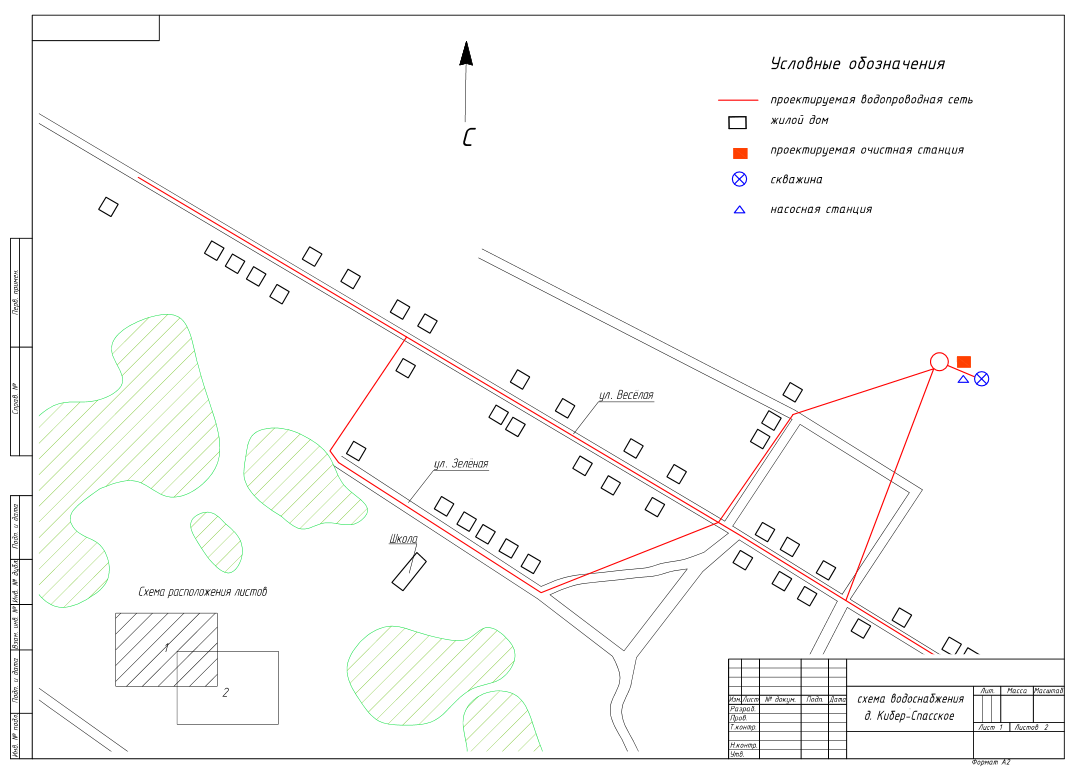 Условные обозначения
проектируемая водопроводная сеть
жилой дом
проектируемая очистная станция
скважина
насосная станция
С
ул. Весёлая
ул. Зелёная
Школа
Схема расположения листов
1
2
Перв. примен.
Справ. №
Подп. и дата
Инв. № дубл.
Взам. инв. №
Подп. и дата
Инв. № подл.
Изм. Лист № докум. Подп. Дата
Разраб.
Пров.
Т.контр.
Н.контр.
Утв.
схема водоснабжения
д. Кибер-Спасское
Лит. Масса Масштаб
Лист 1 Листов 2
Формат А2